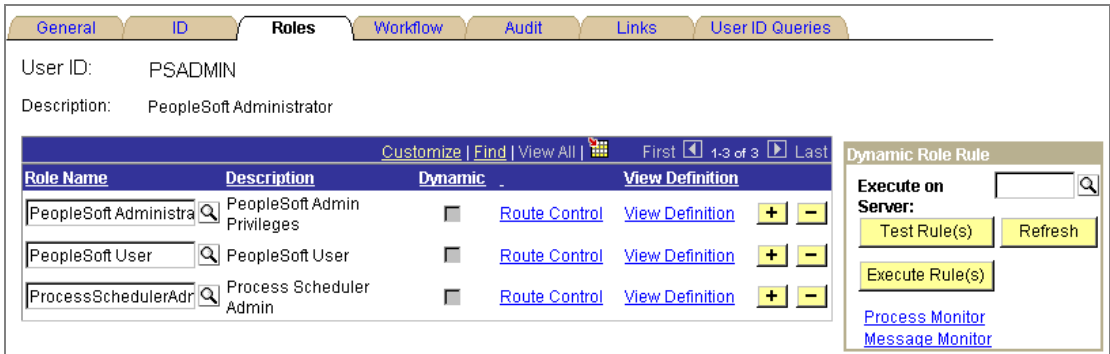 General ID Roles Workflow Audit Links User ID Queries
User ID: PSADMIN
Description: PeopleSoft Administrator
Customize | Find | View All | First 1-3 of 3 Last
Role Name Description Dynamic View Definition
PeopleSoft Administra PeopleSoft Admin Privileges Route Control View Definition + −
PeopleSoft User PeopleSoft User Route Control View Definition + −
ProcessSchedulerAdr Process Scheduler Admin Route Control View Definition + −
Dynamic Role Rule
Execute on
Server:
Test Rule(s) Refresh
Execute Rule(s)
Process Monitor
Message Monitor